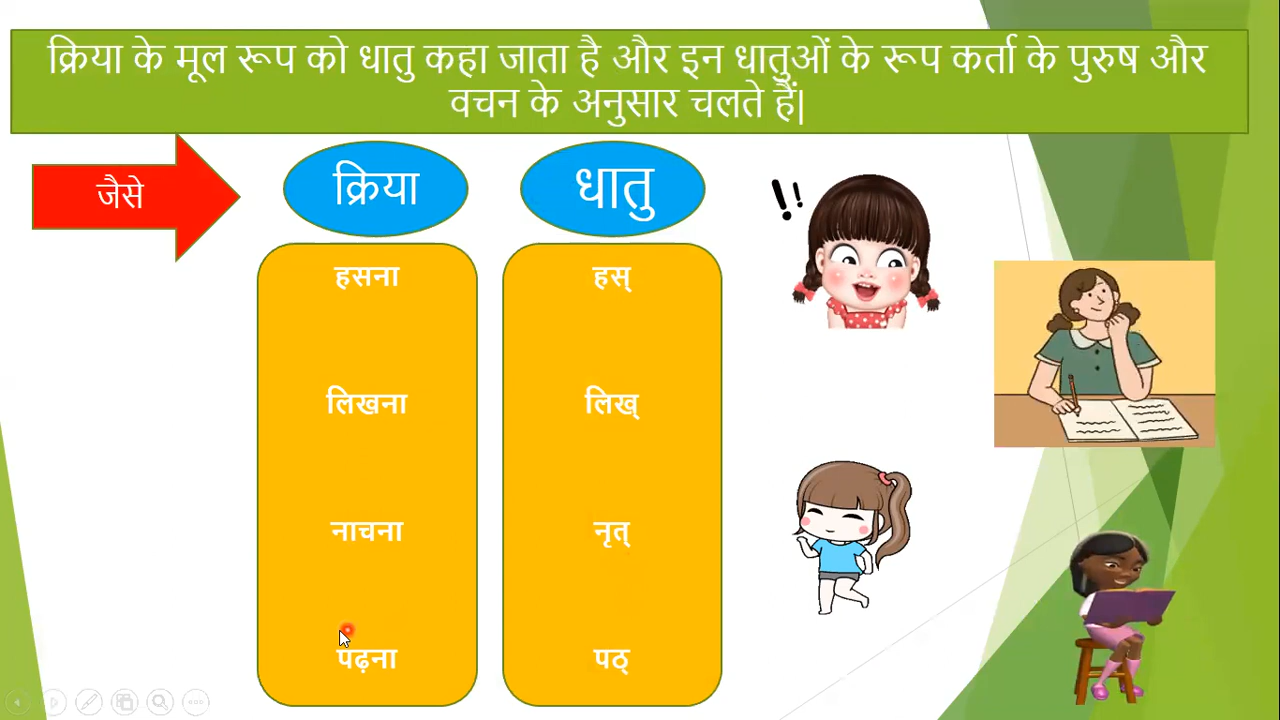 क्रिया के मूल रूप को धातु कहा जाता है और इन धातुओं के रूप कर्ता के पुरुष और
वचन के अनुसार चलते हैं|
जैसे
क्रिया
धातु
हसना
हस्
लिखना
लिख्
नाचना
नृत्
पढ़ना
पठ्
!!